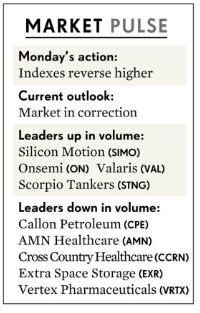 MARKET PULSE
Monday's action:
Indexes reverse higher
Current outlook:
Market in correction
Leaders up in volume:
Silicon Motion (SIMO)
Onsemi (ON) Valaris (VAL)
Scorpio Tankers (STNG)
Leaders down in volume:
Callon Petroleum (CPE)
AMN Healthcare (AMN)
Cross Country Healthcare (CCRN)
Extra Space Storage (EXR)
Vertex Pharmaceuticals (VRTX)